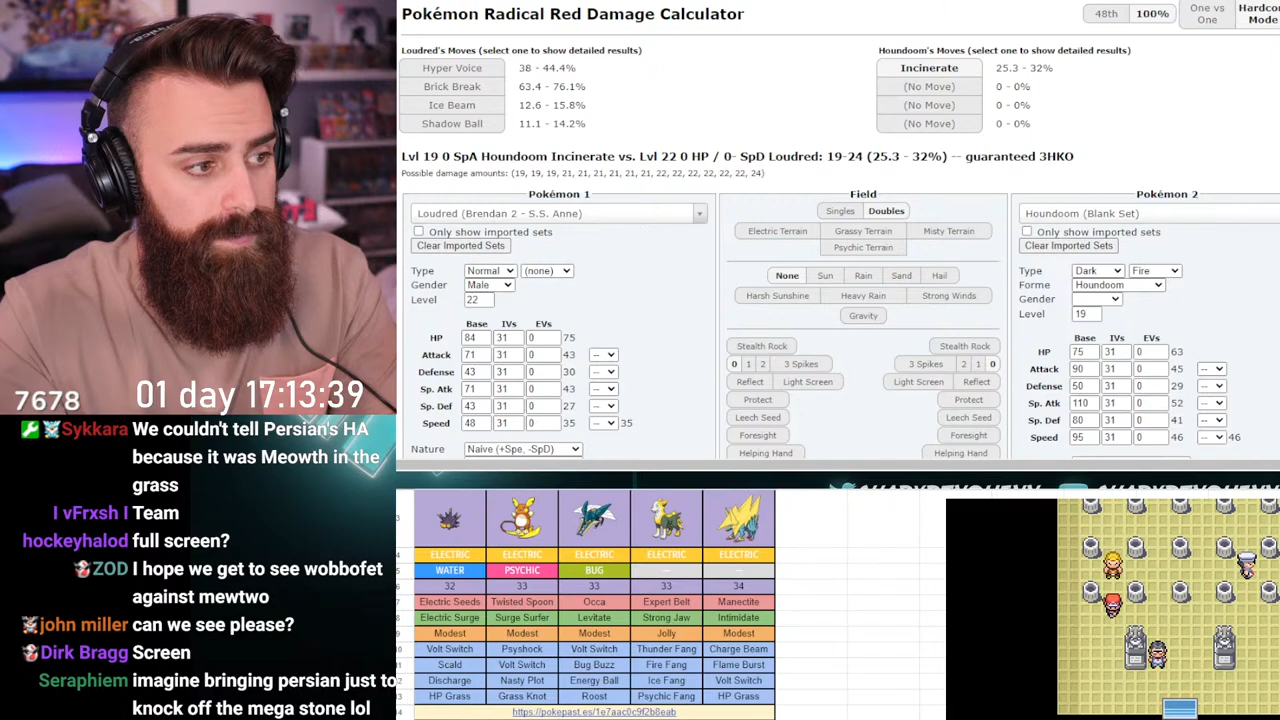 Pokémon Radical Red Damage Calculator
48th 100% One vs One Hardcore Mode
Loudred's Moves (select one to show detailed results)
Hyper Voice 38 - 44.4%
Brick Break 63.4 - 76.1%
Ice Beam 12.6 - 15.8%
Shadow Ball 11.1 - 14.2%
Houndoom's Moves (select one to show detailed results)
Incinerate 25.3 - 32%
(No Move) 0 - 0%
(No Move) 0 - 0%
(No Move) 0 - 0%
Lvl 19 0 SpA Houndoom Incinerate vs. Lvl 22 0 HP / 0- SpD Loudred: 19-24 (25.3 - 32%) -- guaranteed 3HKO
Possible damage amounts: (19, 19, 19, 21, 21, 21, 21, 21, 21, 22, 22, 22, 22, 22, 22, 24)
Pokémon 1
Loudred (Brendan 2 - S.S. Anne)
Only show imported sets
Clear Imported Sets
Type Normal (none)
Gender Male
Level 22
Base IVs EVs
HP 84 31 0 75
Attack 71 31 0 43 --
Defense 43 31 0 30 --
Sp. Atk 71 31 0 43 --
Sp. Def 43 31 0 27 --
Speed 48 31 0 35 -- 35
Nature Naive (+Spe, -SpD)
Field
Singles Doubles
Electric Terrain Grassy Terrain Misty Terrain
Psychic Terrain
None Sun Rain Sand Hail
Harsh Sunshine Heavy Rain Strong Winds
Gravity
Stealth Rock Stealth Rock
0 1 2 3 Spikes 3 Spikes 2 1 0
Reflect Light Screen Light Screen Reflect
Protect Protect
Leech Seed Leech Seed
Foresight Foresight
Helping Hand Helping Hand
Pokémon 2
Houndoom (Blank Set)
Only show imported sets
Clear Imported Sets
Type Dark Fire
Forme Houndoom
Gender
Level 19
Base IVs EVs
HP 75 31 0 63
Attack 90 31 0 45 --
Defense 50 31 0 29 --
Sp. Atk 110 31 0 52 --
Sp. Def 80 31 0 41 --
Speed 95 31 0 46 -- 46
7678 01 day 17:13:39
Sykkara We couldn't tell Persian's HA
because it was Meowth in the
grass
I vFrxsh I Team
hockeyhalod full screen?
ZOD I hope we get to see wobbofet
against mewtwo
john miller can we see please?
Dirk Bragg Screen
Seraphiem imagine bringing persian just to
knock off the mega stone lol
ELECTRIC ELECTRIC ELECTRIC ELECTRIC ELECTRIC
WATER PSYCHIC BUG -- --
32 33 33 33 34
Electric Seeds Twisted Spoon Occa Expert Belt Manectite
Electric Surge Surge Surfer Levitate Strong Jaw Intimidate
Modest Modest Modest Jolly Modest
Volt Switch Psyshock Volt Switch Thunder Fang Charge Beam
Scald Volt Switch Bug Buzz Fire Fang Flame Burst
Discharge Nasty Plot Energy Ball Ice Fang Volt Switch
HP Grass Grass Knot Roost Psychic Fang HP Grass
https://pokepast.es/1e7aac0c9f2b8eab